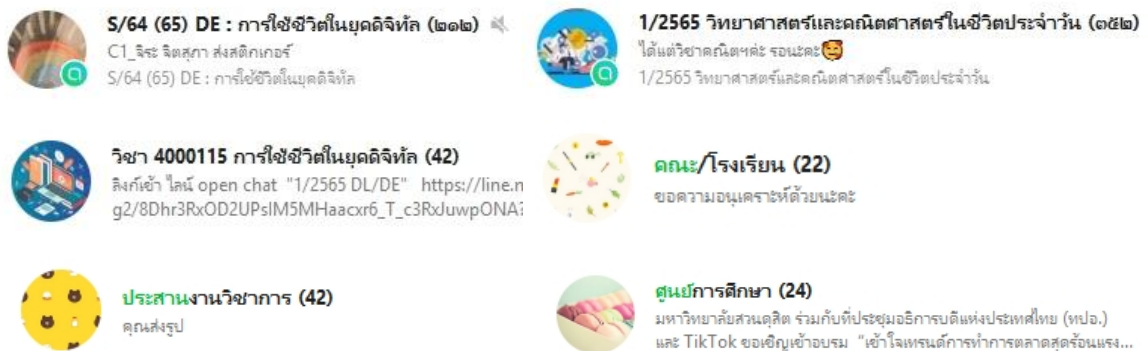 S/64 (65) DE : การใช้ชีวิตในยุคดิจิทัล (๒๑๒)
C1_จิระ จิตสุภา ส่งสติกเกอร์
S/64 (65) DE : การใช้ชีวิตในยุคดิจิทัล
1/2565 วิทยาศาสตร์และคณิตศาสตร์ในชีวิตประจำวัน (๓๕๒)
ได้แต่วิชาคณิตฯค่ะ รอนะคะ🥰
1/2565 วิทยาศาสตร์และคณิตศาสตร์ในชีวิตประจำวัน
วิชา 4000115 การใช้ชีวิตในยุคดิจิทัล (42)
ลิงก์เข้า ไลน์ open chat "1/2565 DL/DE" https://line.n
g2/8Dhr3RxOD2UPsIM5MHaacxr6_T_c3RxJuwpONA?
คณะ/โรงเรียน (22)
ขอความอนุเคราะห์ด้วยนะคะ
ประสานงานวิชาการ (42)
คุณส่งรูป
ศูนย์การศึกษา (24)
มหาวิทยาลัยสวนดุสิต ร่วมกับที่ประชุมอธิการบดีแห่งประเทศไทย (ทปอ.)
และ TikTok ขอเชิญเข้าอบรม "เข้าใจเทรนด์การทำการตลาดสุดร้อนแรง...